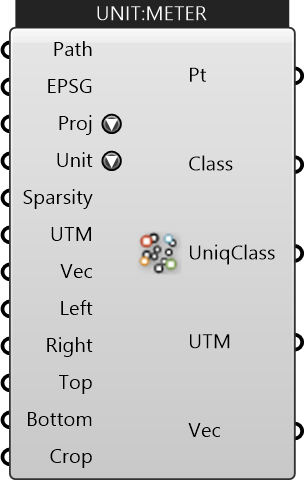 UNIT:METER
Path
EPSG
Proj
Unit
Sparsity
UTM
Vec
Left
Right
Top
Bottom
Crop
Pt
Class
UniqClass
UTM
Vec